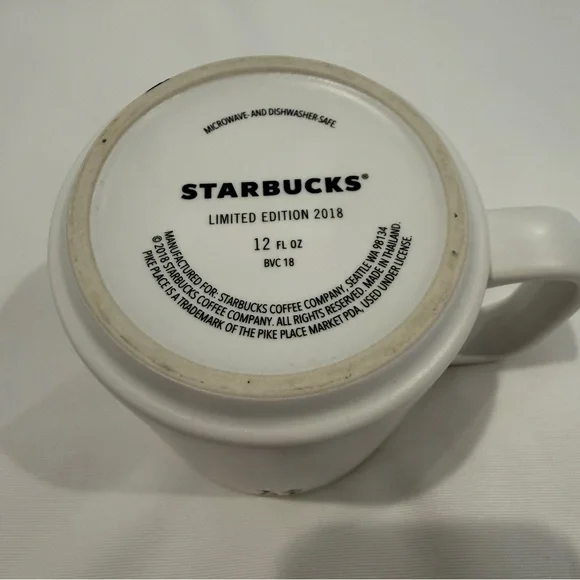 MICROWAVE- AND DISHWASHER-SAFE.
STARBUCKS®
LIMITED EDITION 2018
12 FL OZ
BVC 18
MANUFACTURED FOR: STARBUCKS COFFEE COMPANY, SEATTLE WA 98134
© 2018 STARBUCKS COFFEE COMPANY. ALL RIGHTS RESERVED. MADE IN THAILAND.
PIKE PLACE IS A TRADEMARK OF THE PIKE PLACE MARKET PDA, USED UNDER LICENSE.